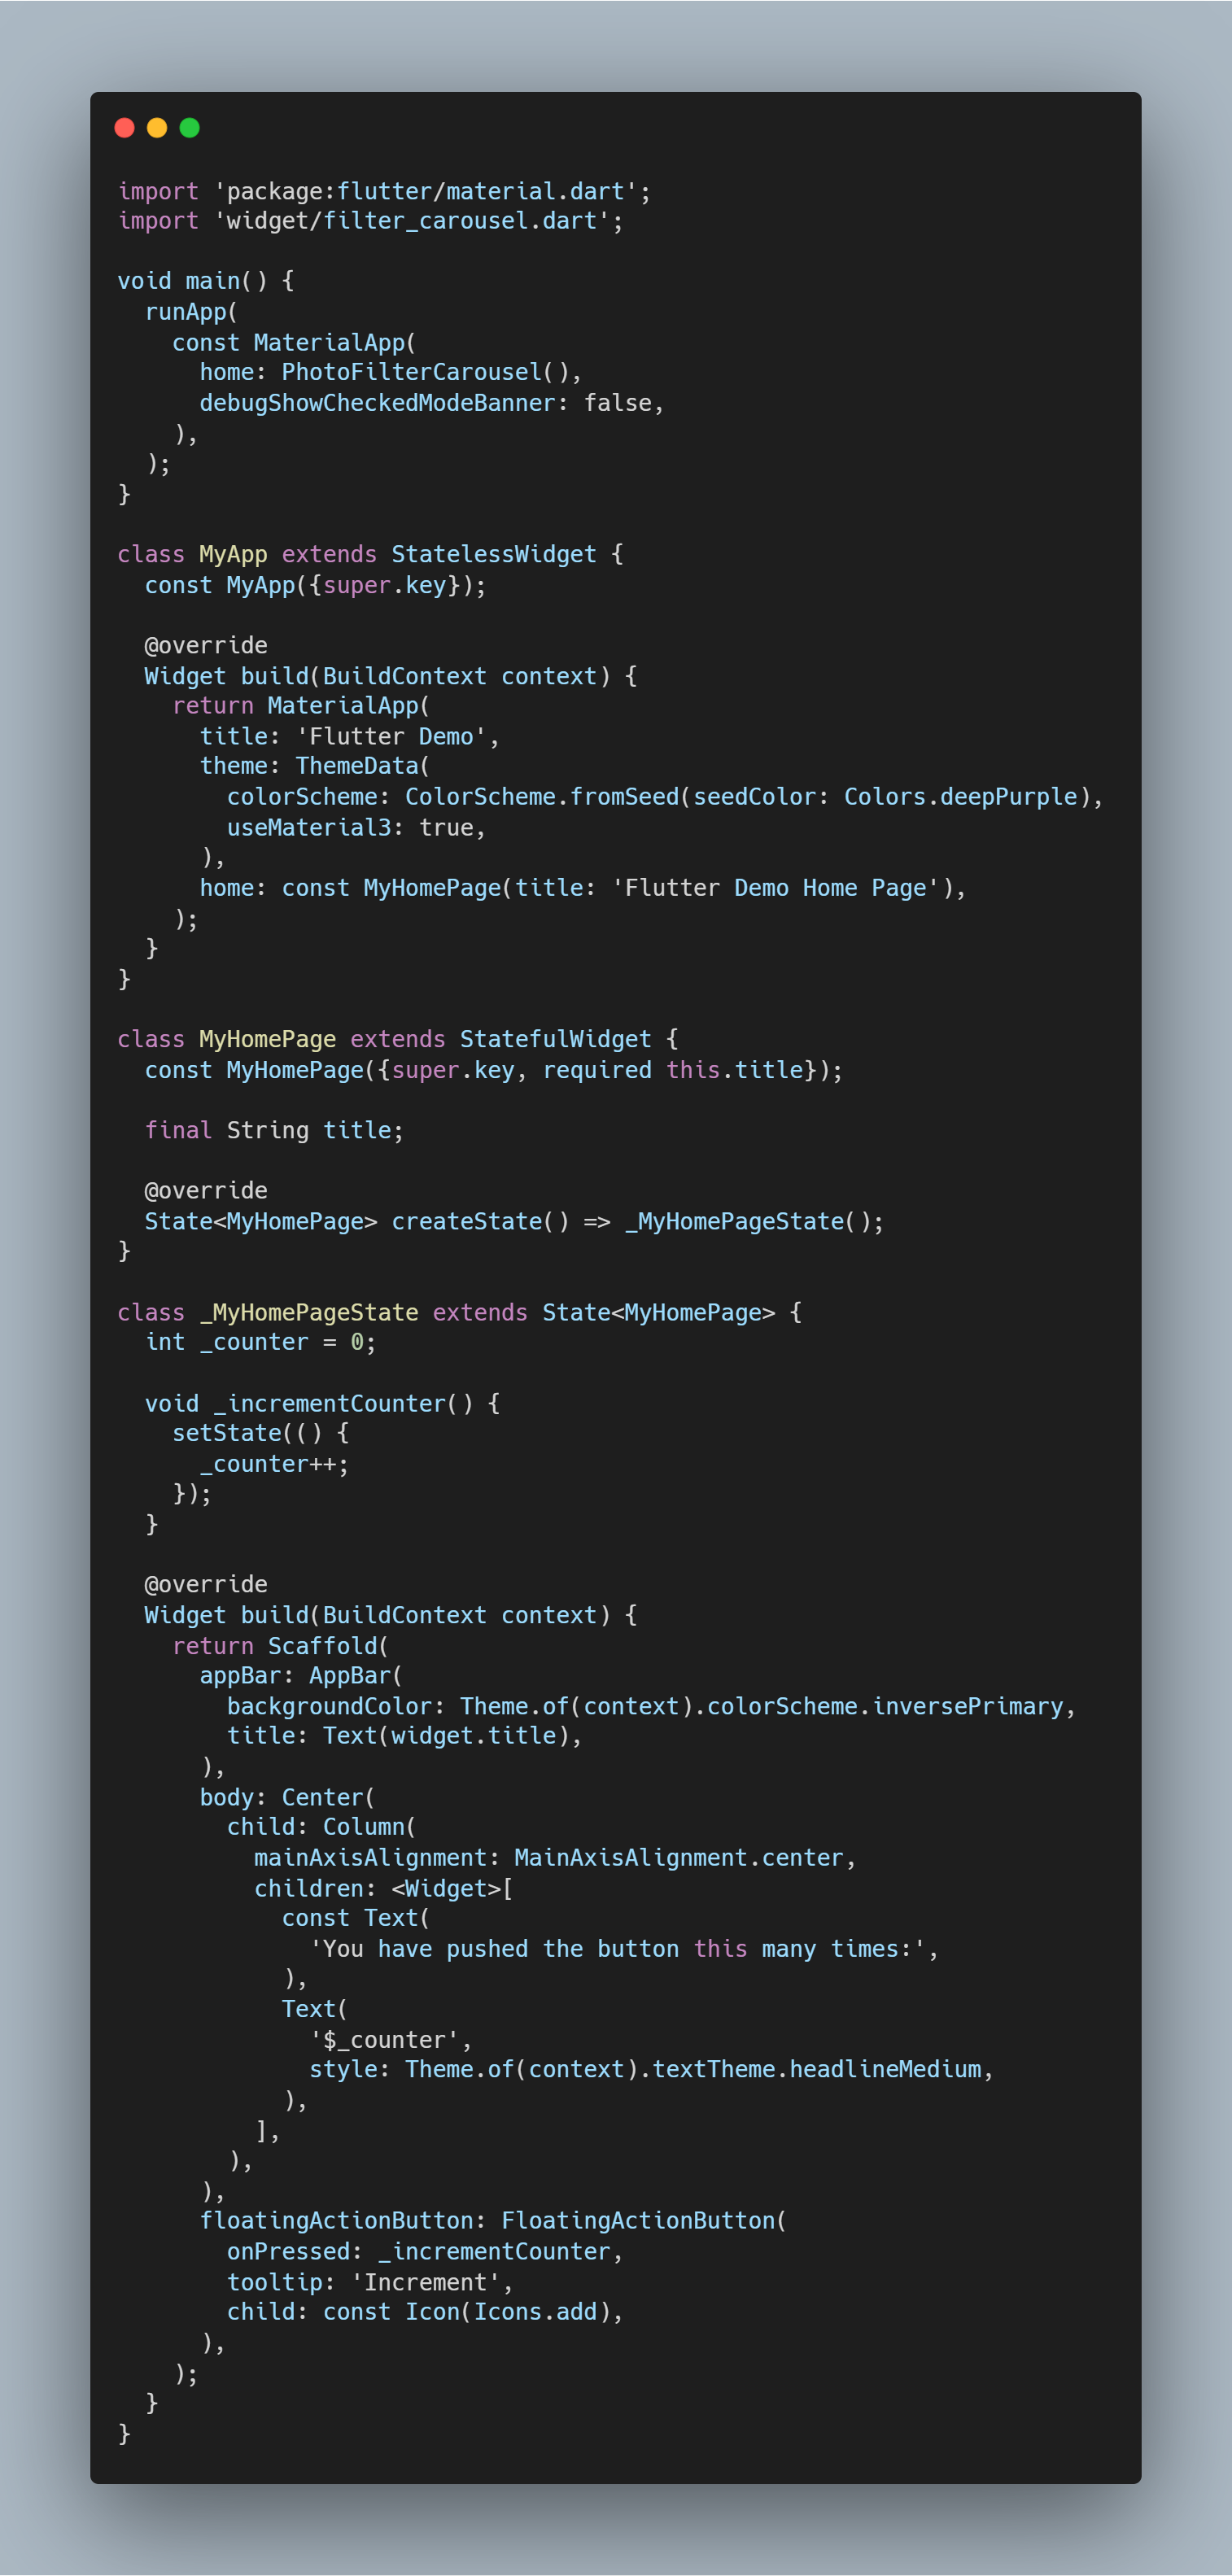 import 'package:flutter/material.dart';
import 'widget/filter_carousel.dart';

void main() {
  runApp(
    const MaterialApp(
      home: PhotoFilterCarousel(),
      debugShowCheckedModeBanner: false,
    ),
  );
}

class MyApp extends StatelessWidget {
  const MyApp({super.key});

  @override
  Widget build(BuildContext context) {
    return MaterialApp(
      title: 'Flutter Demo',
      theme: ThemeData(
        colorScheme: ColorScheme.fromSeed(seedColor: Colors.deepPurple),
        useMaterial3: true,
      ),
      home: const MyHomePage(title: 'Flutter Demo Home Page'),
    );
  }
}

class MyHomePage extends StatefulWidget {
  const MyHomePage({super.key, required this.title});

  final String title;

  @override
  State<MyHomePage> createState() => _MyHomePageState();
}

class _MyHomePageState extends State<MyHomePage> {
  int _counter = 0;

  void _incrementCounter() {
    setState(() {
      _counter++;
    });
  }

  @override
  Widget build(BuildContext context) {
    return Scaffold(
      appBar: AppBar(
        backgroundColor: Theme.of(context).colorScheme.inversePrimary,
        title: Text(widget.title),
      ),
      body: Center(
        child: Column(
          mainAxisAlignment: MainAxisAlignment.center,
          children: <Widget>[
            const Text(
              'You have pushed the button this many times:',
            ),
            Text(
              '$_counter',
              style: Theme.of(context).textTheme.headlineMedium,
            ),
          ],
        ),
      ),
      floatingActionButton: FloatingActionButton(
        onPressed: _incrementCounter,
        tooltip: 'Increment',
        child: const Icon(Icons.add),
      ),
    );
  }
}